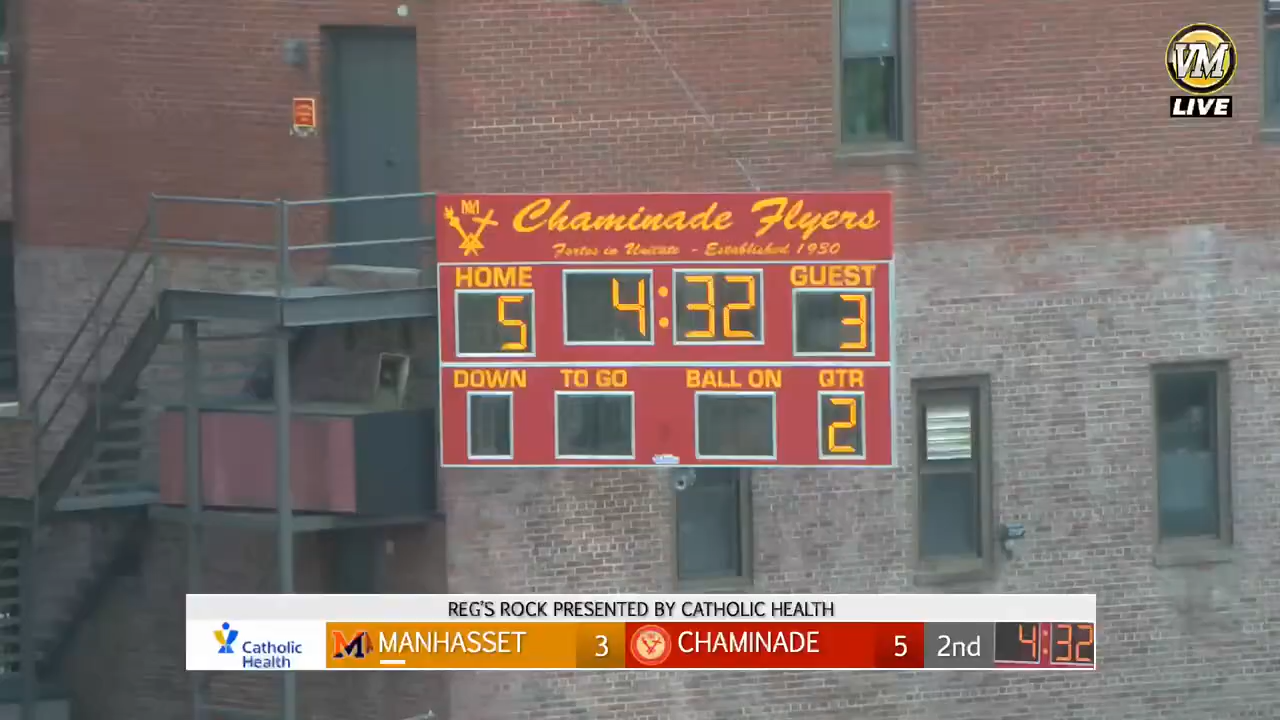 VM
LIVE
Chaminade Flyers
Fortes in Unitate - Established 1930
HOME
4:32
GUEST
5
3
DOWN
TO GO
BALL ON
QTR
2
REG'S ROCK PRESENTED BY CATHOLIC HEALTH
Catholic Health
M MANHASSET 3 CHAMINADE 5 2nd 4:32